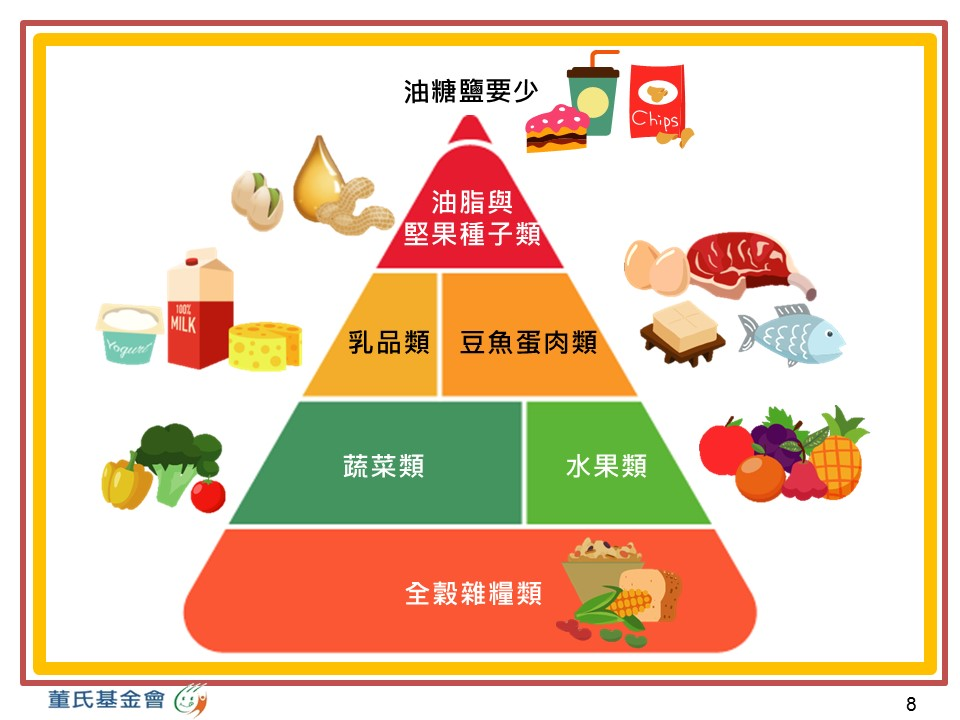 油糖鹽要少
Chips
油脂與
堅果種子類
100%
MILK
Yogurt
乳品類
豆魚蛋肉類
蔬菜類
水果類
全穀雜糧類
董氏基金會
8